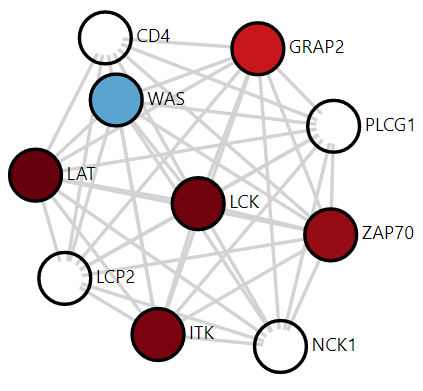 CD4
GRAP2
WAS
PLCG1
LAT
LCK
ZAP70
LCP2
ITK
NCK1